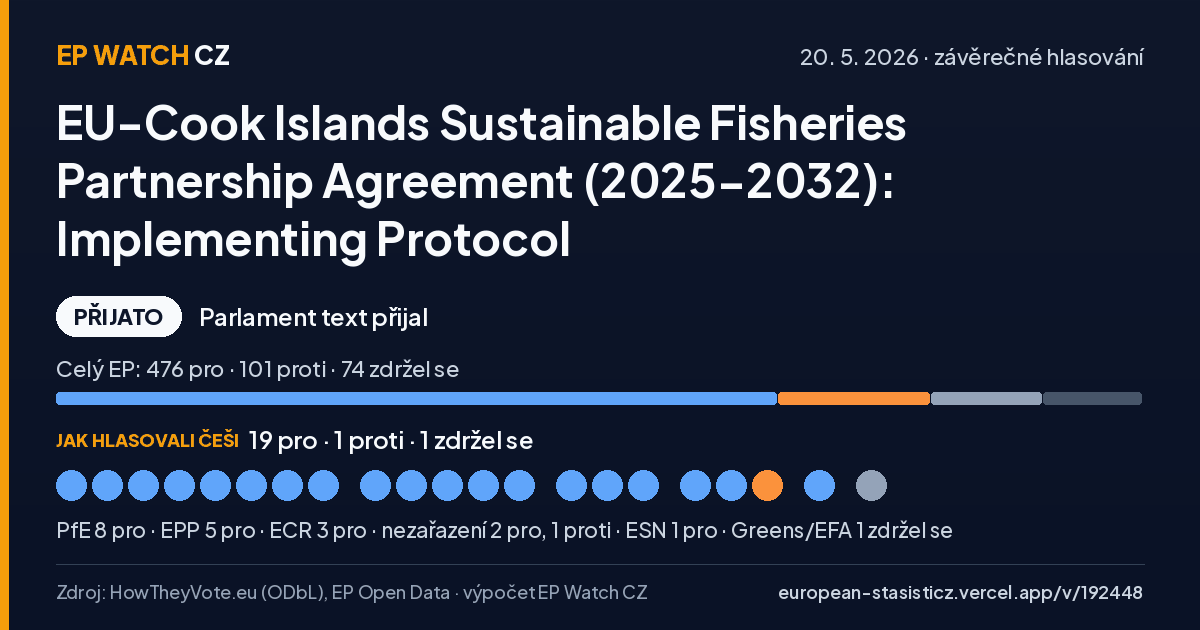 EP WATCH CZ
20. 5. 2026 · závěrečné hlasování
EU–Cook Islands Sustainable Fisheries
Partnership Agreement (2025–2032):
Implementing Protocol
PŘIJATO Parlament text přijal
Celý EP: 476 pro · 101 proti · 74 zdržel se
JAK HLASOVALI ČEŠI 19 pro · 1 proti · 1 zdržel se
PfE 8 pro · EPP 5 pro · ECR 3 pro · nezařazení 2 pro, 1 proti · ESN 1 pro · Greens/EFA 1 zdržel se
Zdroj: HowTheyVote.eu (ODbL), EP Open Data · výpočet EP Watch CZ
european-stasisticz.vercel.app/v/192448